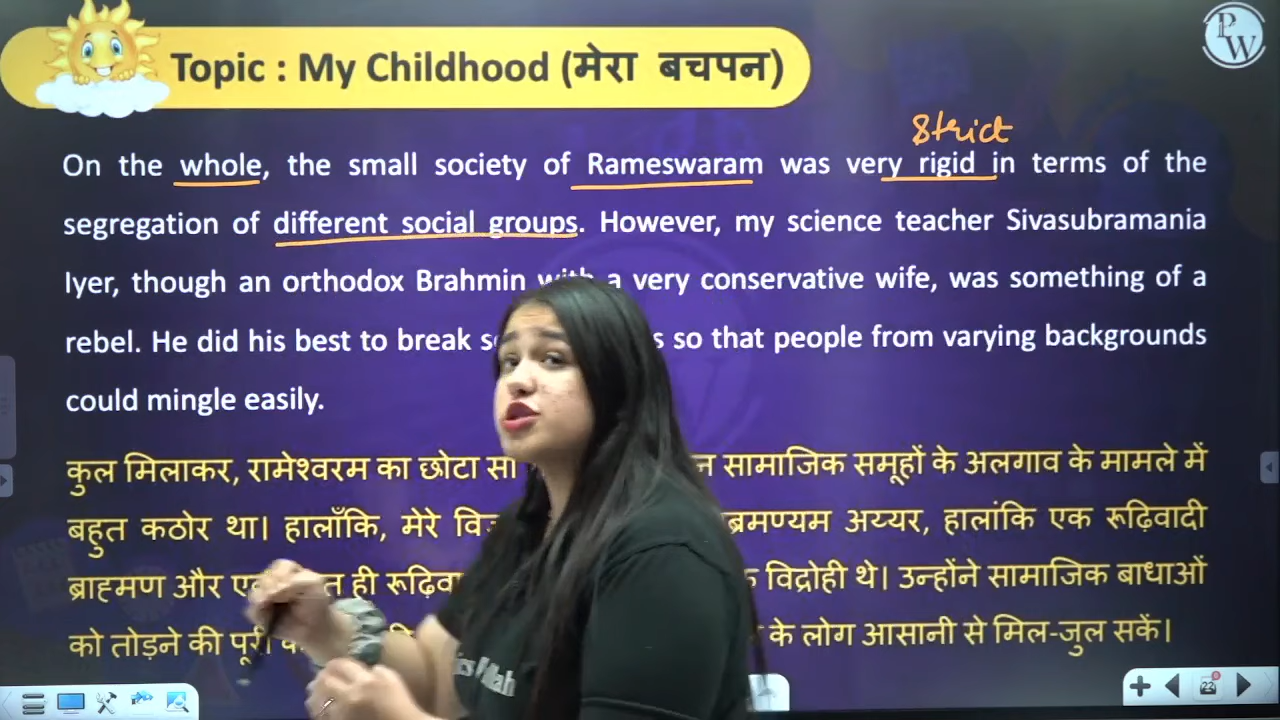 PW
Topic : My Childhood (मेरा बचपन)
Strict
On the whole, the small society of Rameswaram was very rigid in terms of the
segregation of different social groups. However, my science teacher Sivasubramania
Iyer, though an orthodox Brahmin with a very conservative wife, was something of a
rebel. He did his best to break so that people from varying backgrounds
could mingle easily.
कुल मिलाकर, रामेश्वरम का छोटा सामाजिक समूहों के अलगाव के मामले में
बहुत कठोर था। हालाँकि, मेरे अय्यर, हालांकि एक रूढ़िवादी
ब्राह्मण और ही विद्रोही थे। उन्होंने सामाजिक बाधाओं
को तोड़ने की के लोग आसानी से मिल-जुल सकें।
22